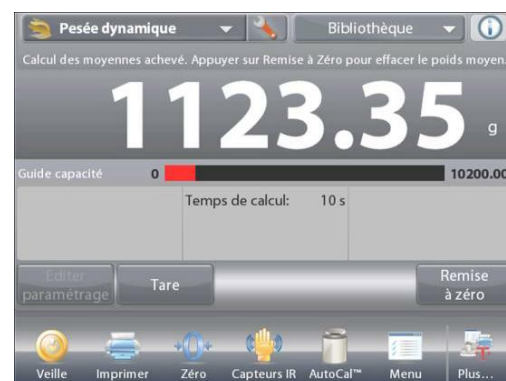 Pesée dynamique Bibliothèque
Calcul des moyennes achevé. Appuyer sur Remise à Zéro pour effacer le poids moyen.
1123.35 g
Guide capacité 0 10200.00
Temps de calcul: 10 s
Editer paramétrage
Tare
Remise à zéro
Veille Imprimer Zéro Capteurs IR AutoCal™ Menu Plus...